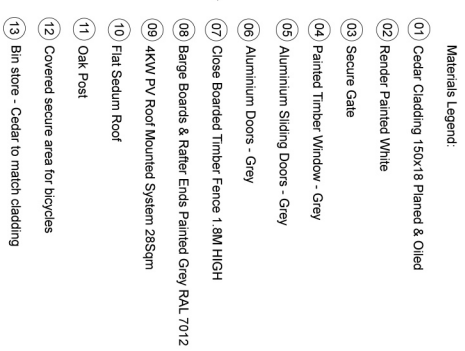 Materials Legend:
01 Cedar Cladding 150x18 Planed & Oiled
02 Render Painted White
03 Secure Gate
04 Painted Timber Window - Grey
05 Aluminium Sliding Doors - Grey
06 Aluminium Doors - Grey
07 Close Boarded Timber Fence 1.8M HIGH
08 Barge Boards & Rafter Ends Painted Grey RAL 7012
09 4KW PV Roof Mounted System 28Sqm
10 Flat Sedum Roof
11 Oak Post
12 Covered secure area for bicycles
13 Bin store - Cedar to match cladding